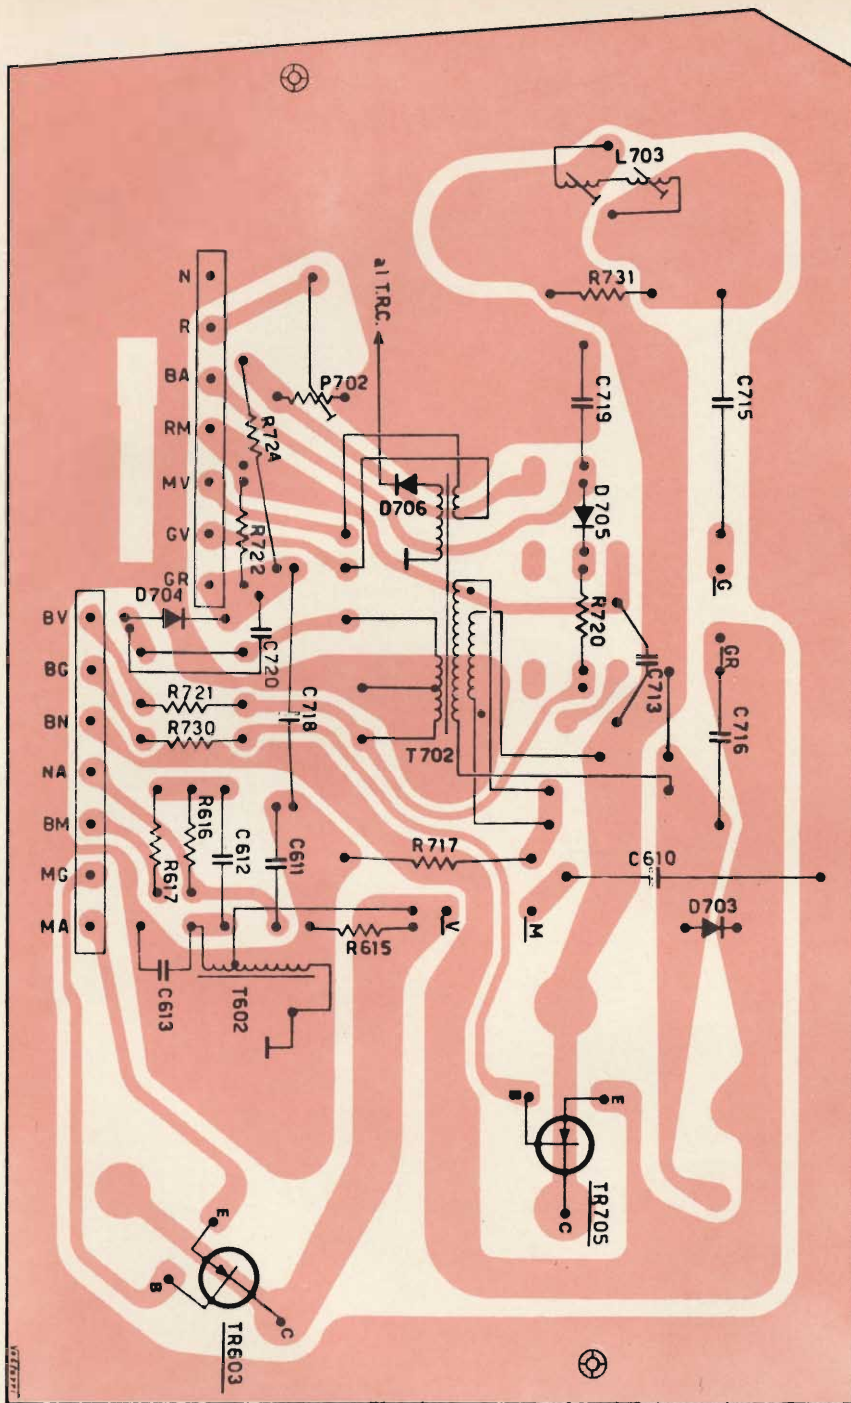 L703
N
a l T.R.C.
R731
R
BA
P702
C719
C715
RM
R724
MV
D706
D705
GV
R722
GR
G
D704
BV
C720
R720
GR
BG
C713
R721
C718
C716
BN
R730
T702
NA
R616
BM
C612
C611
R717
C610
MG
R617
D703
MA
R615
V
M
C613
T602
B
E
TR705
C
E
B
C
TR603